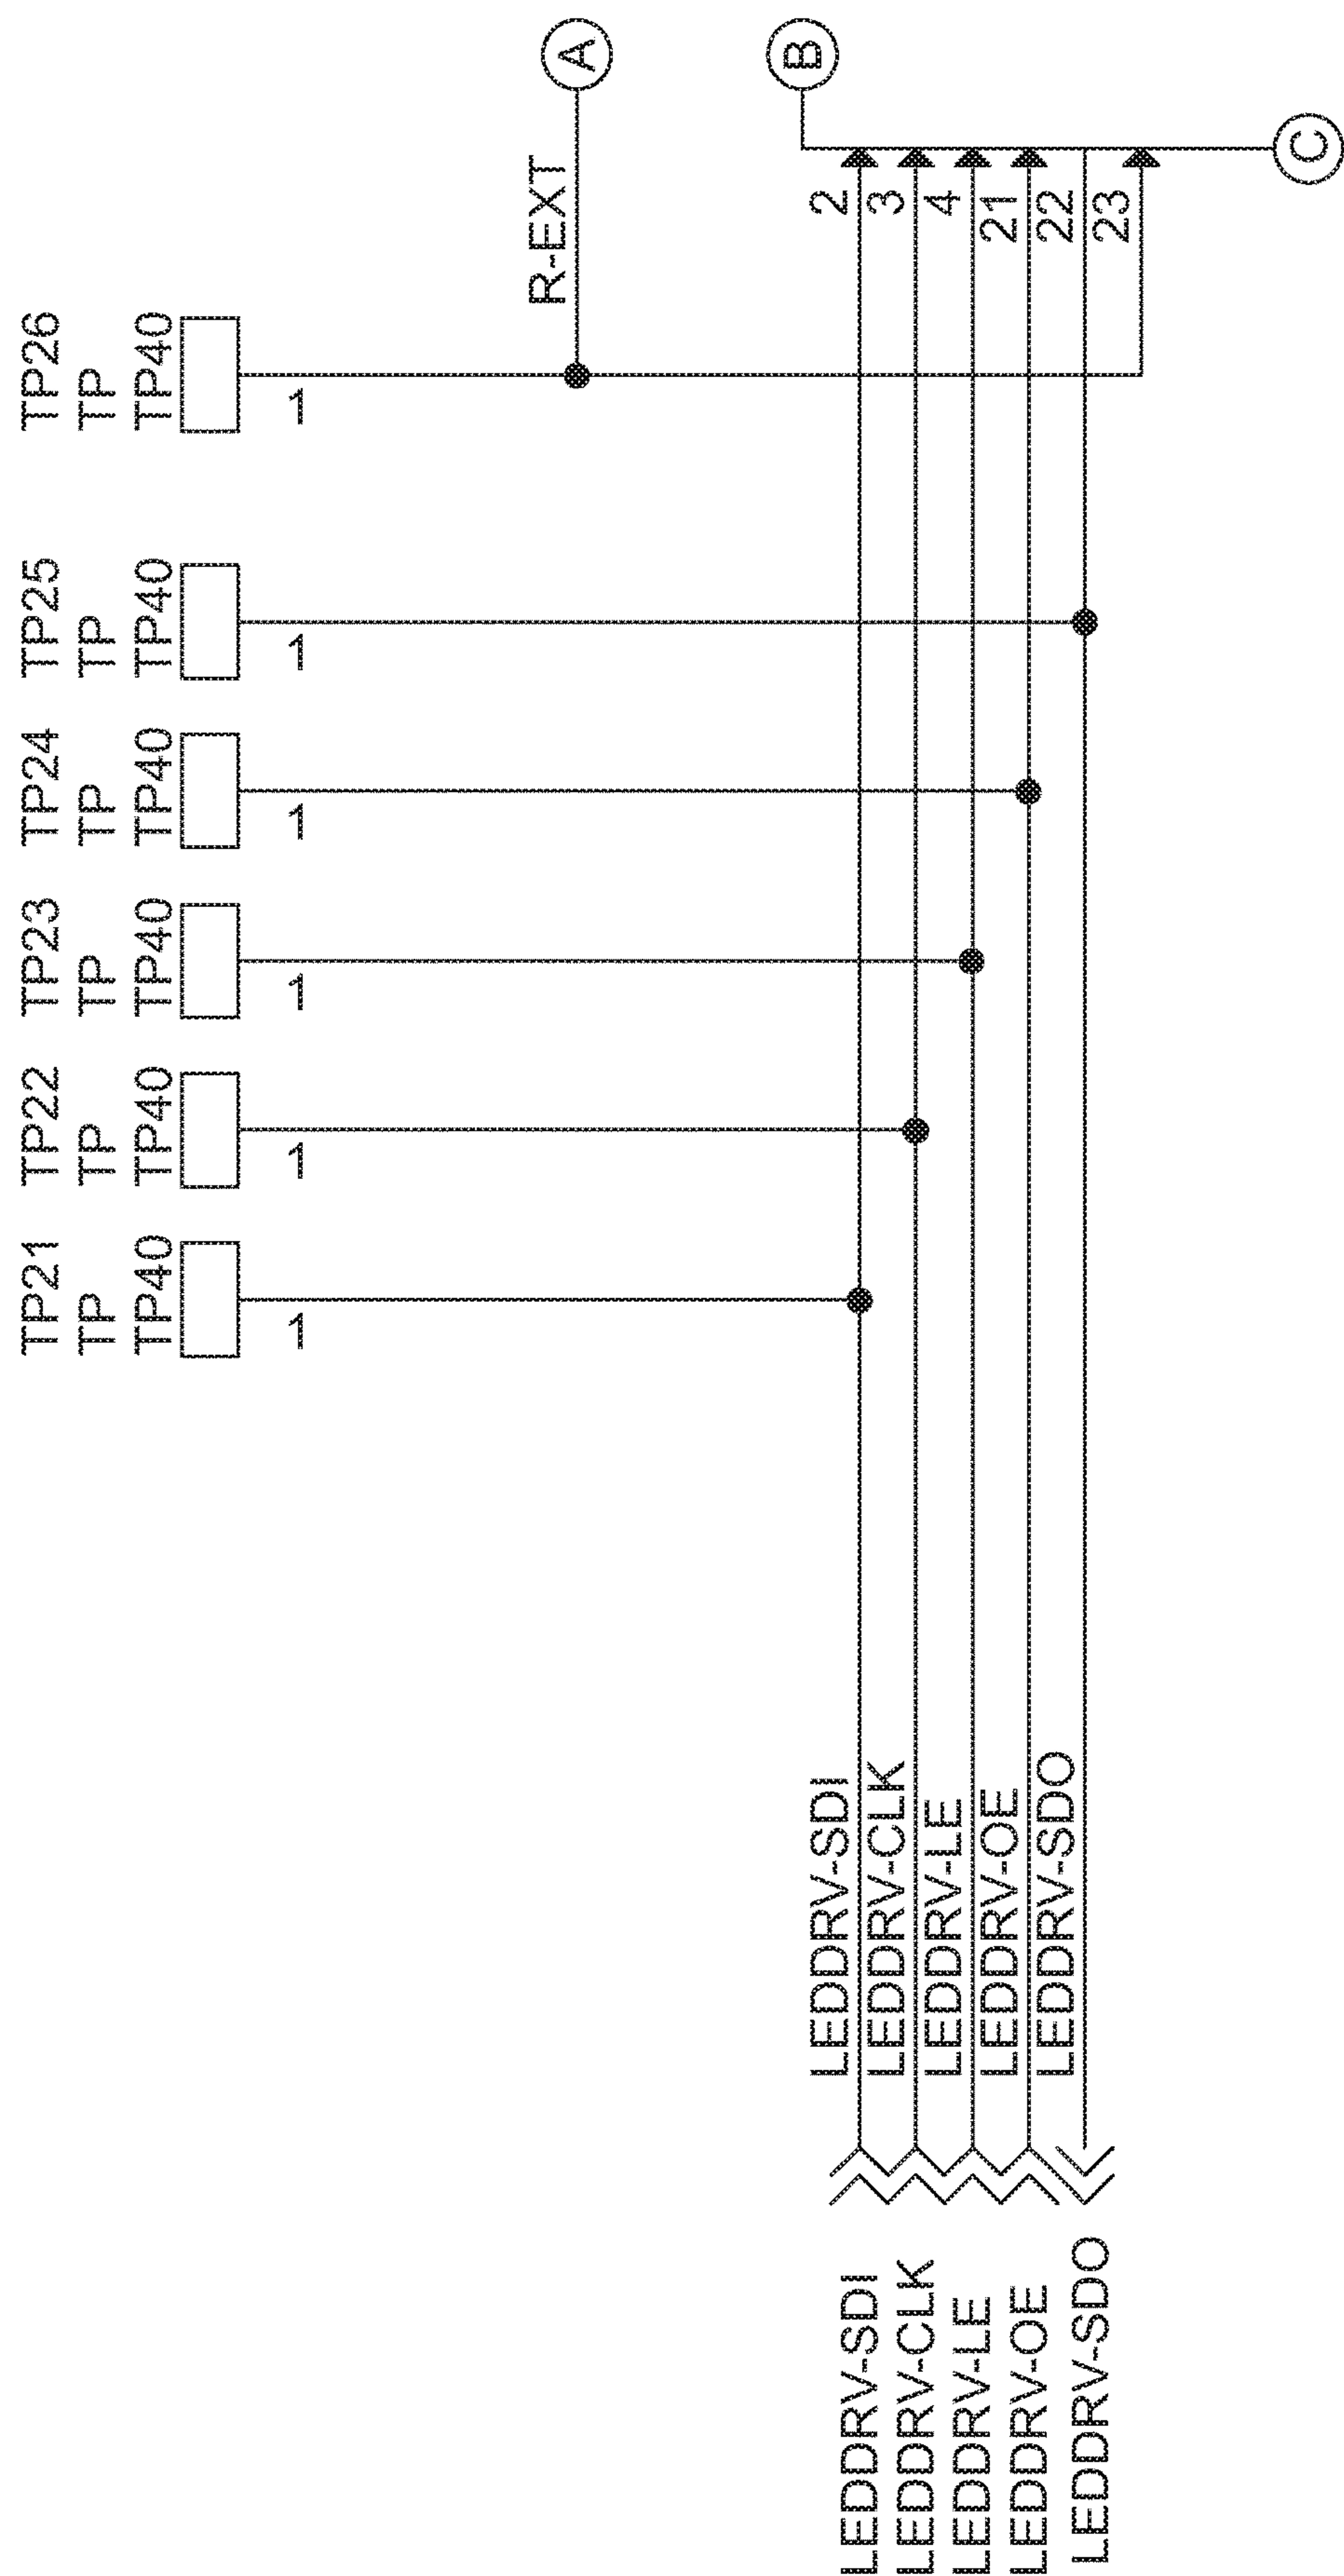 TP21
TP
TP40
1
TP22
TP
TP40
1
TP23
TP
TP40
1
TP24
TP
TP40
1
TP25
TP
TP40
1
TP26
TP
TP40
1
R-EXT
A
B
LEDDRV-SDI
LEDDRV-SDI
2
LEDDRV-CLK
LEDDRV-CLK
3
LEDDRV-LE
LEDDRV-LE
4
LEDDRV-OE
LEDDRV-OE
21
LEDDRV-SDO
LEDDRV-SDO
22
23
C